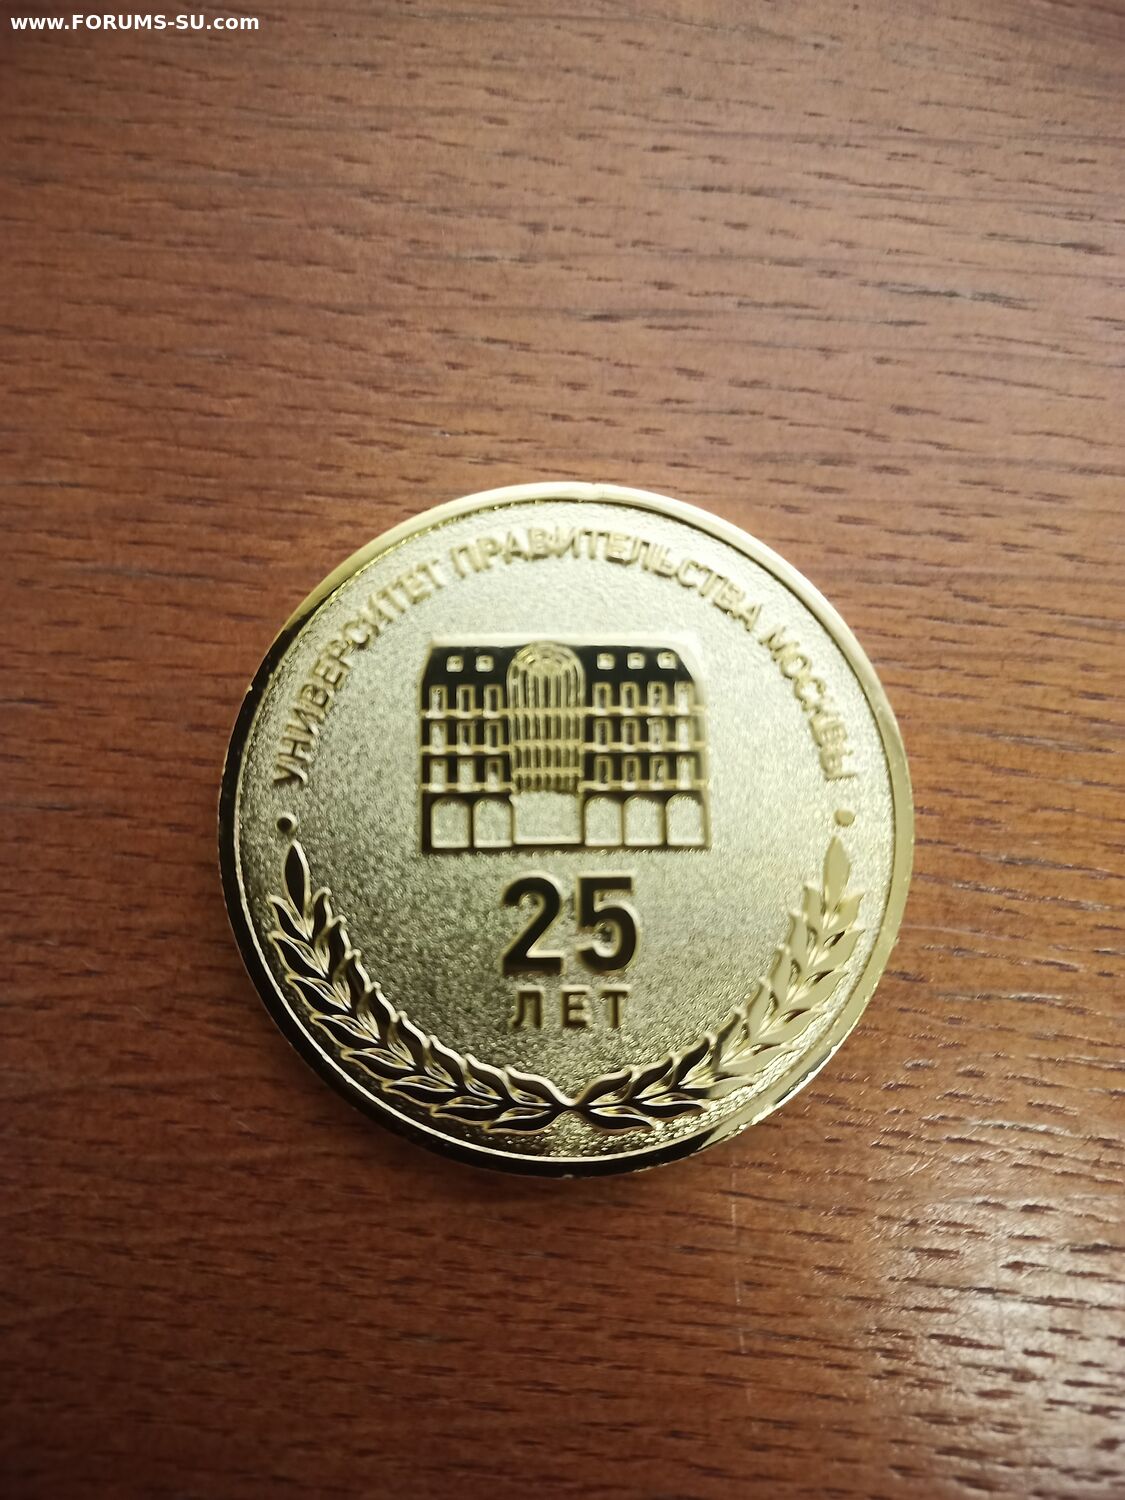 www.FORUMS-SU.com
УНИВЕРСИТЕТ ПРАВИТЕЛЬСТВА МОСКВЫ
25
ЛЕТ